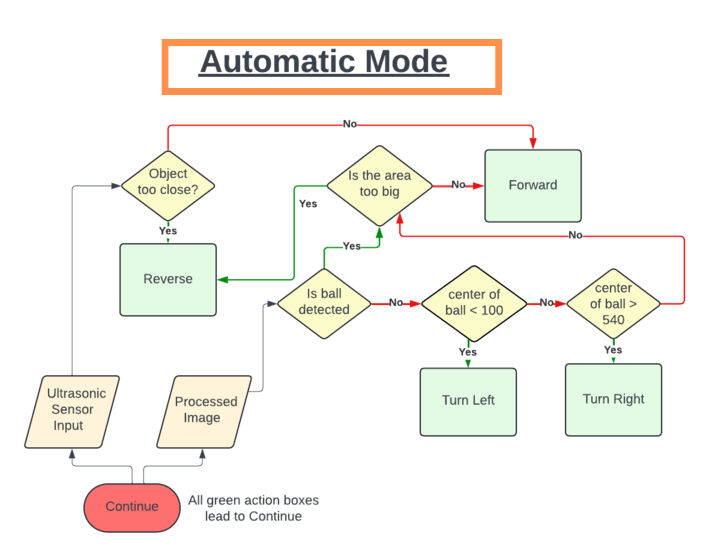 Automatic Mode
No
Object
too close?
Is the area
too big
No
Forward
Yes
Yes
No
Yes
Reverse
Is ball
detected
No
center of
ball < 100
No
center
of ball >
540
Yes
Yes
Ultrasonic
Sensor
Input
Processed
Image
Turn Left
Turn Right
Continue
All green action boxes
lead to Continue